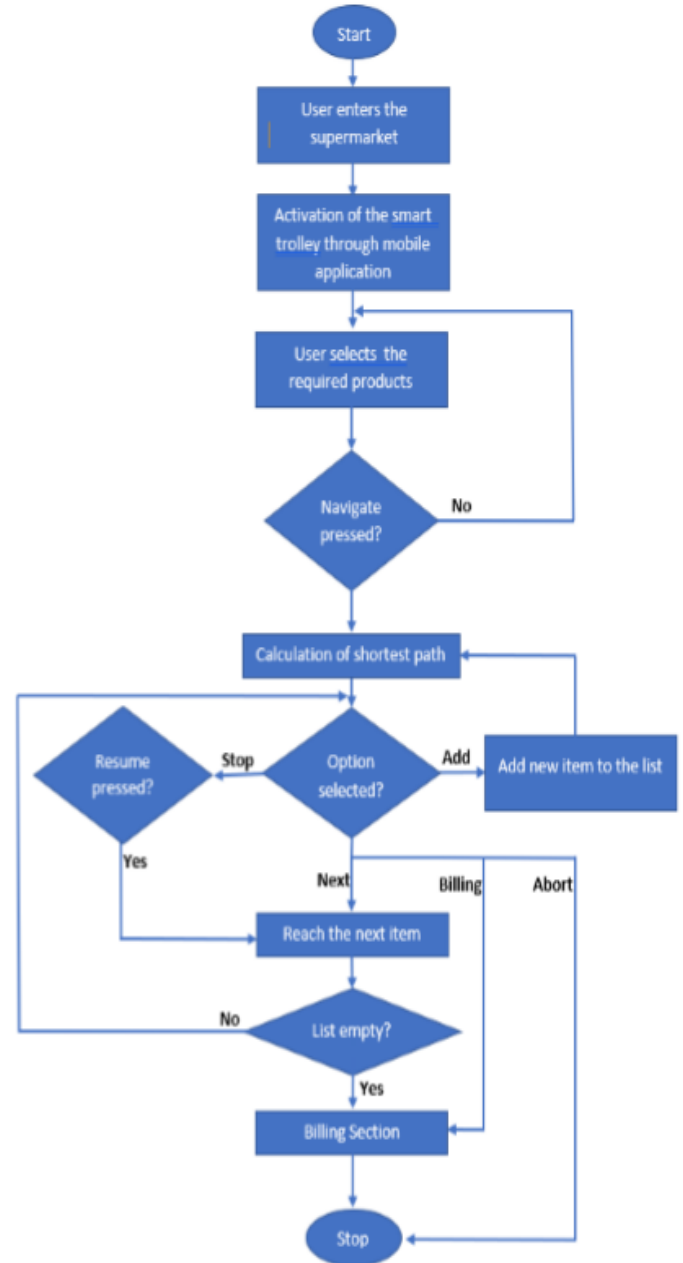 Start
User enters the
supermarket
Activation of the smart
trolley through mobile
application
User selects the
required products
Navigate
pressed?
No
Calculation of shortest path
Resume
pressed?
Stop
Option
selected?
Add
Add new item to the list
Yes
Next
Billing
Abort
Reach the next item
No
List empty?
Yes
Billing Section
Stop